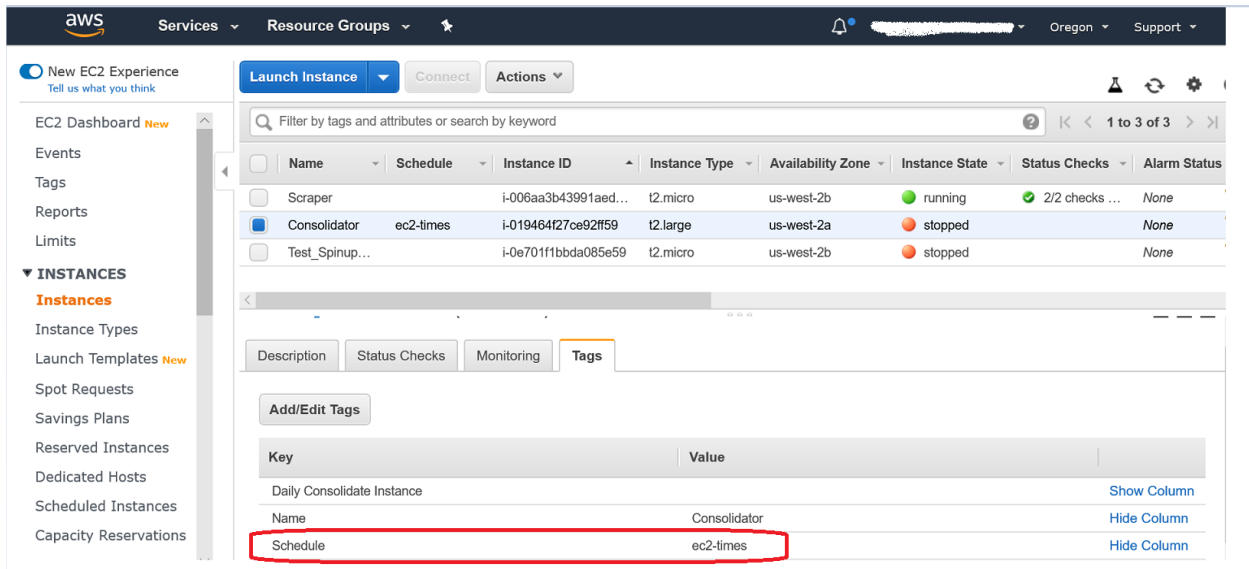 aws Services Resource Groups Oregon Support
New EC2 Experience
Tell us what you think
EC2 Dashboard New
Events
Tags
Reports
Limits
INSTANCES
Instances
Instance Types
Launch Templates New
Spot Requests
Savings Plans
Reserved Instances
Dedicated Hosts
Scheduled Instances
Capacity Reservations
Launch Instance Connect Actions
Filter by tags and attributes or search by keyword 1 to 3 of 3
Name Schedule Instance ID Instance Type Availability Zone Instance State Status Checks Alarm Status
Scraper i-006aa3b43991aed... t2.micro us-west-2b running 2/2 checks ... None
Consolidator ec2-times i-019464f27ce92ff59 t2.large us-west-2a stopped None
Test_Spinup... i-0e701f1bbda085e59 t2.micro us-west-2b stopped None
Description Status Checks Monitoring Tags
Add/Edit Tags
Key Value
Daily Consolidate Instance Show Column
Name Consolidator Hide Column
Schedule ec2-times Hide Column